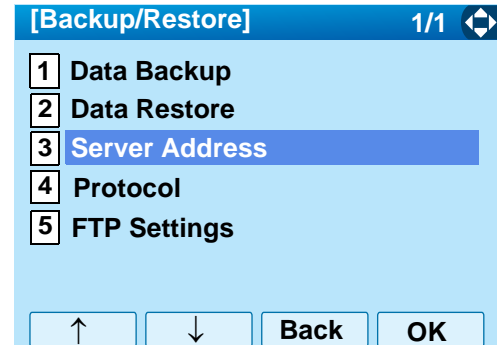 [Backup/Restore] 1/1
1 Data Backup
2 Data Restore
3 Server Address
4 Protocol
5 FTP Settings
↑ ↓ Back OK